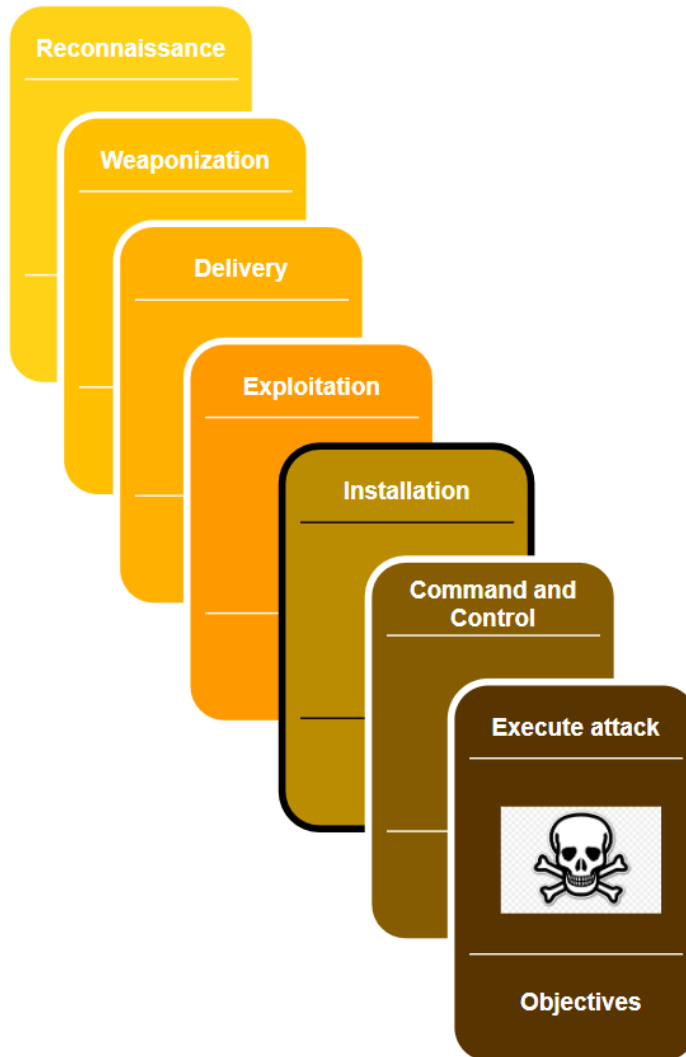 Reconnaissance
Weaponization
Delivery
Exploitation
Installation
Command and
Control
Execute attack
Objectives